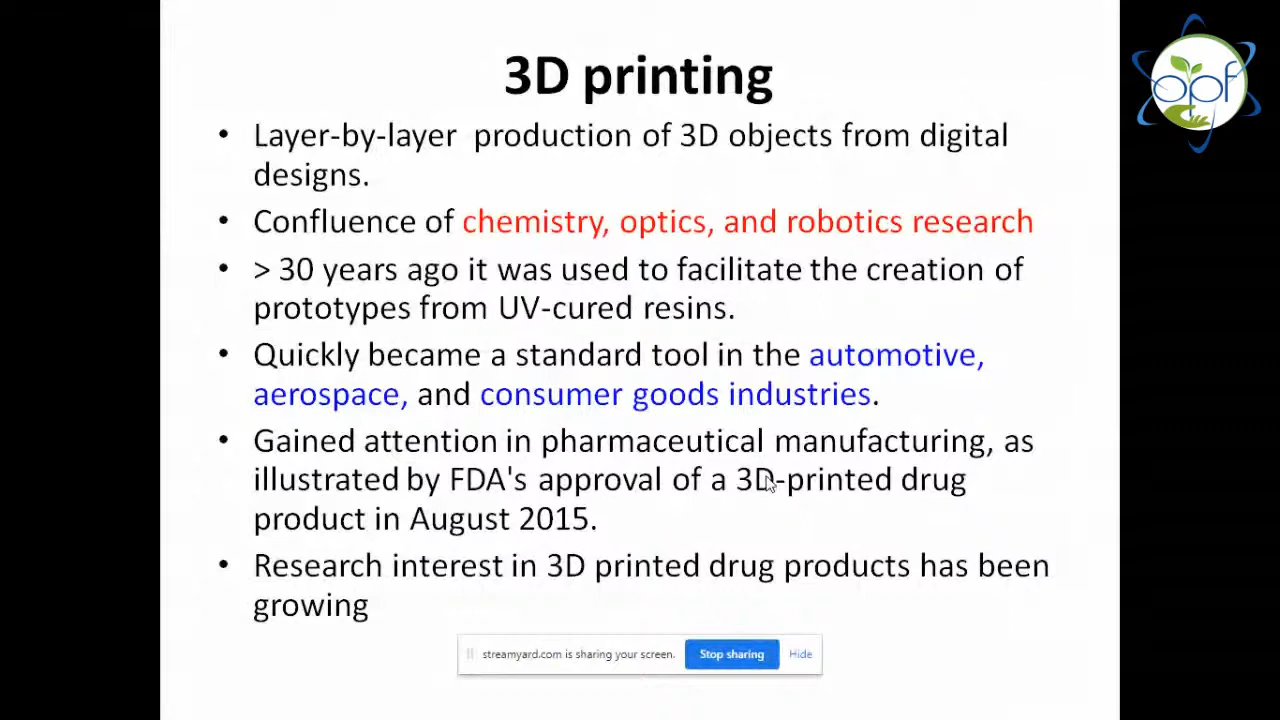 3D printing
opf
• Layer-by-layer production of 3D objects from digital
designs.
• Confluence of chemistry, optics, and robotics research
• > 30 years ago it was used to facilitate the creation of
prototypes from UV-cured resins.
• Quickly became a standard tool in the automotive,
aerospace, and consumer goods industries.
• Gained attention in pharmaceutical manufacturing, as
illustrated by FDA's approval of a 3D-printed drug
product in August 2015.
• Research interest in 3D printed drug products has been
growing
streamyard.com is sharing your screen. Stop sharing Hide